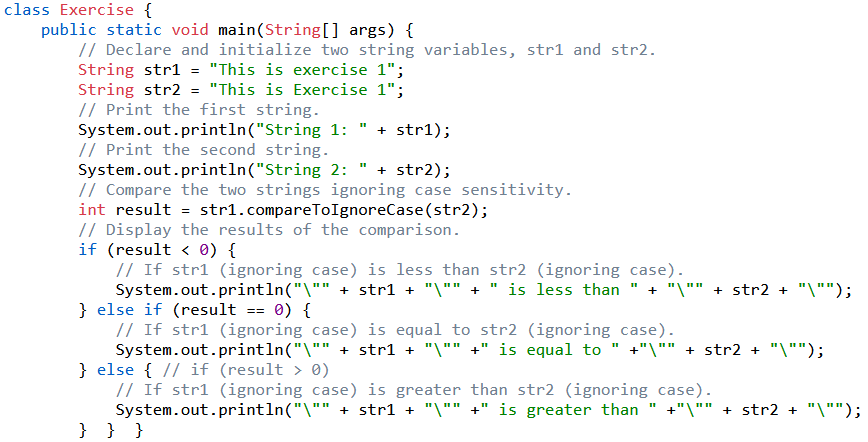 class Exercise {
    public static void main(String[] args) {
        // Declare and initialize two string variables, str1 and str2.
        String str1 = "This is exercise 1";
        String str2 = "This is Exercise 1";
        // Print the first string.
        System.out.println("String 1: " + str1);
        // Print the second string.
        System.out.println("String 2: " + str2);
        // Compare the two strings ignoring case sensitivity.
        int result = str1.compareToIgnoreCase(str2);
        // Display the results of the comparison.
        if (result < 0) {
            // If str1 (ignoring case) is less than str2 (ignoring case).
            System.out.println("\"" + str1 + "\"" + " is less than " + "\"" + str2 + "\"");
        } else if (result == 0) {
            // If str1 (ignoring case) is equal to str2 (ignoring case).
            System.out.println("\"" + str1 + "\"" +" is equal to " +"\"" + str2 + "\"");
        } else { // if (result > 0)
            // If str1 (ignoring case) is greater than str2 (ignoring case).
            System.out.println("\"" + str1 + "\"" +" is greater than " +"\"" + str2 + "\"");
        }  }  }